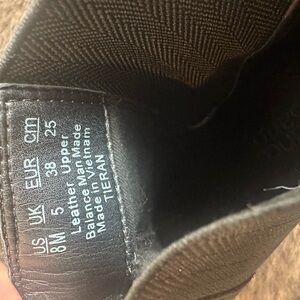 US UK EUR cm
8M 5 38 25
Leather Upper
Balance Man Made
Made in Vietnam
TIERAN